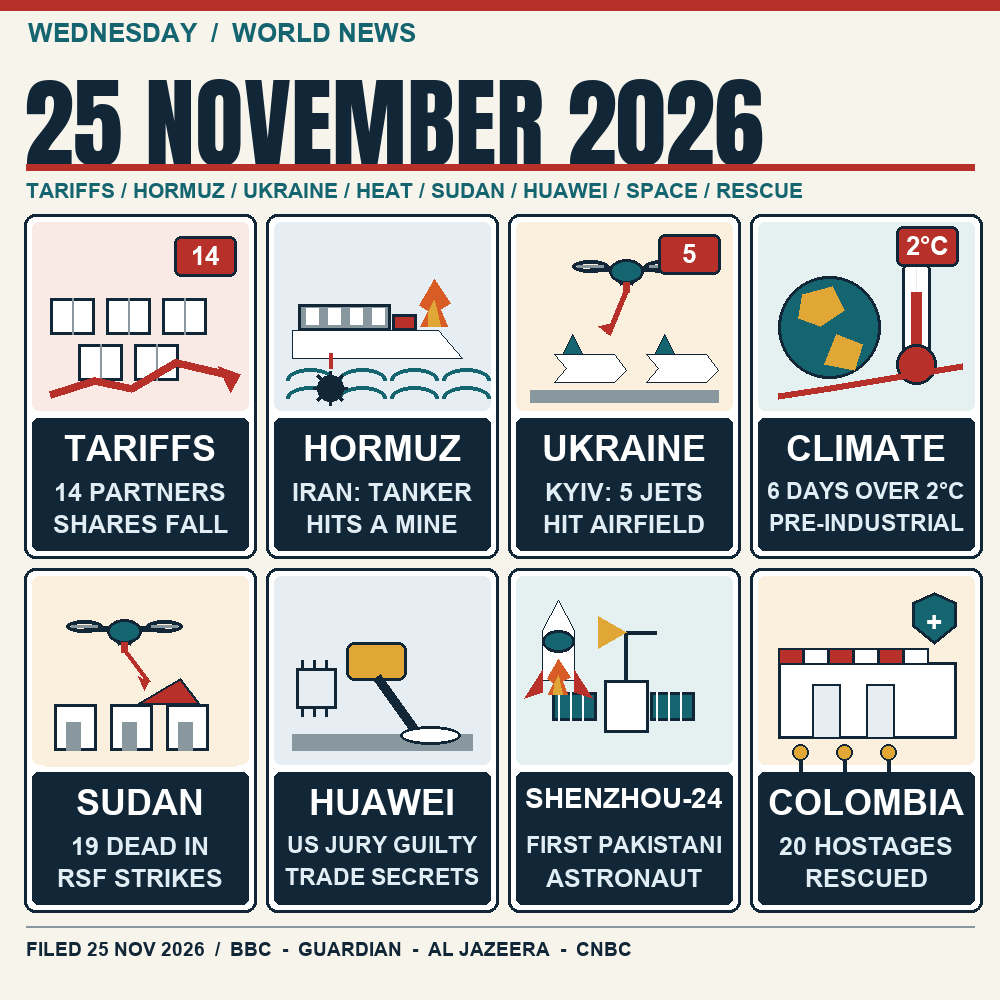 WEDNESDAY / WORLD NEWS
25 NOVEMBER 2026
TARIFFS / HORMUZ / UKRAINE / HEAT / SUDAN / HUAWEI / SPACE / RESCUE
14
TARIFFS
14 PARTNERS
SHARES FALL
HORMUZ
IRAN: TANKER
HITS A MINE
5
UKRAINE
KYIV: 5 JETS
HIT AIRFIELD
2°C
CLIMATE
6 DAYS OVER 2°C
PRE-INDUSTRIAL
SUDAN
19 DEAD IN
RSF STRIKES
HUAWEI
US JURY GUILTY
TRADE SECRETS
SHENZHOU-24
FIRST PAKISTANI
ASTRONAUT
+
COLOMBIA
20 HOSTAGES
RESCUED
FILED 25 NOV 2026 / BBC - GUARDIAN - AL JAZEERA - CNBC